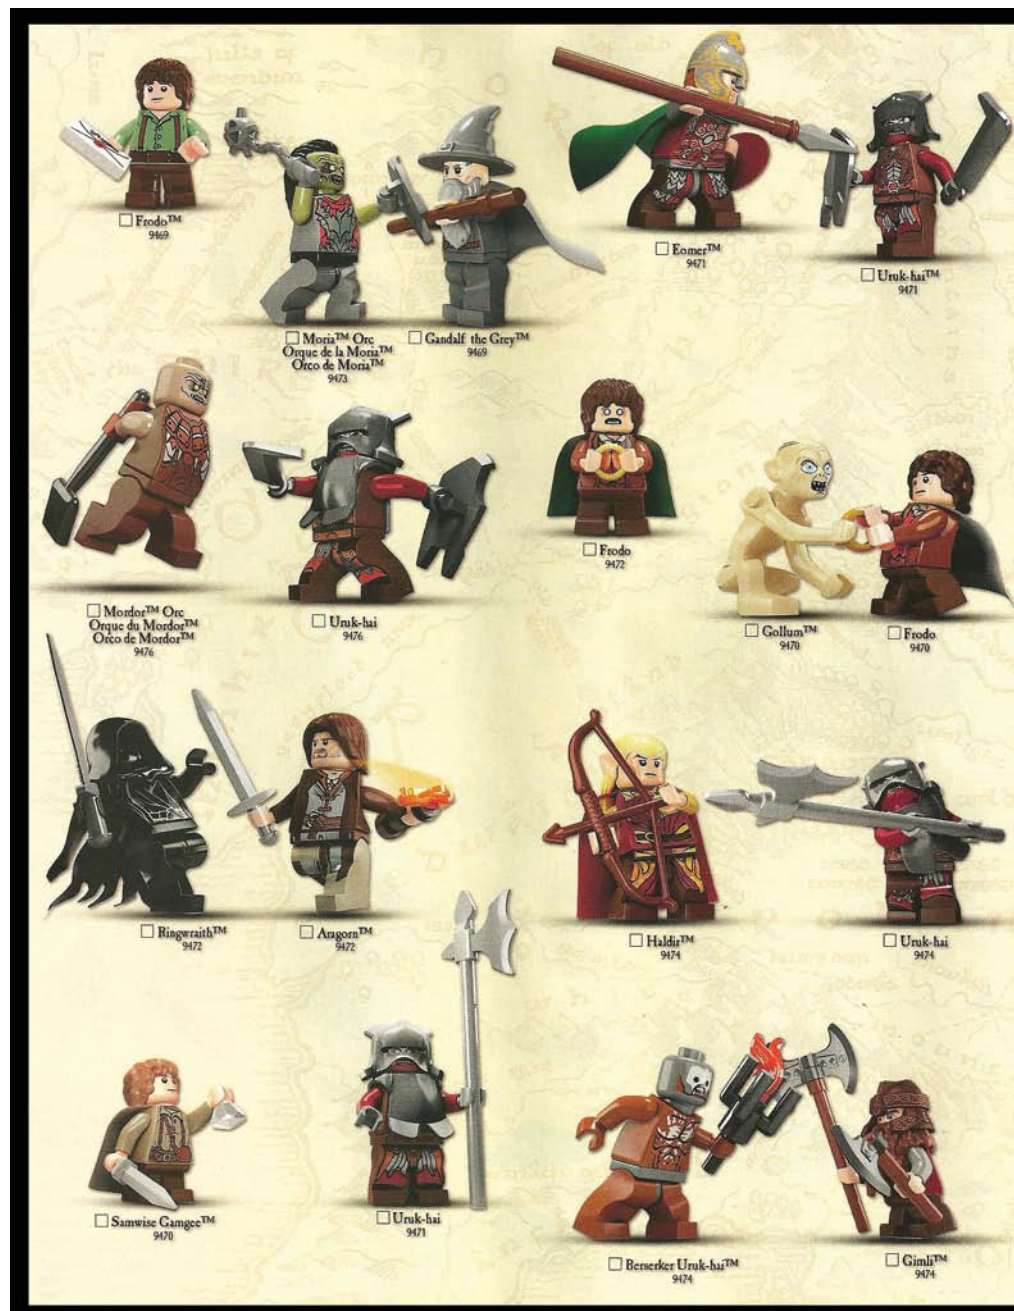 ☐ Frodo™
9469
☐ Moria™ Orc
Orque de la Moria™
Orco de Moria™
9473
☐ Gandalf the Grey™
9469
☐ Eomer™
9471
☐ Uruk-hai™
9471
☐ Mordor™ Orc
Orque du Mordor™
Orco de Mordor™
9476
☐ Uruk-hai
9476
☐ Frodo
9472
☐ Gollum™
9470
☐ Frodo
9470
☐ Ringwraith™
9472
☐ Aragorn™
9472
☐ Haldir™
9474
☐ Uruk-hai
9474
☐ Samwise Gamgee™
9470
☐ Uruk-hai
9471
☐ Berserker Uruk-hai™
9474
☐ Gimli™
9474